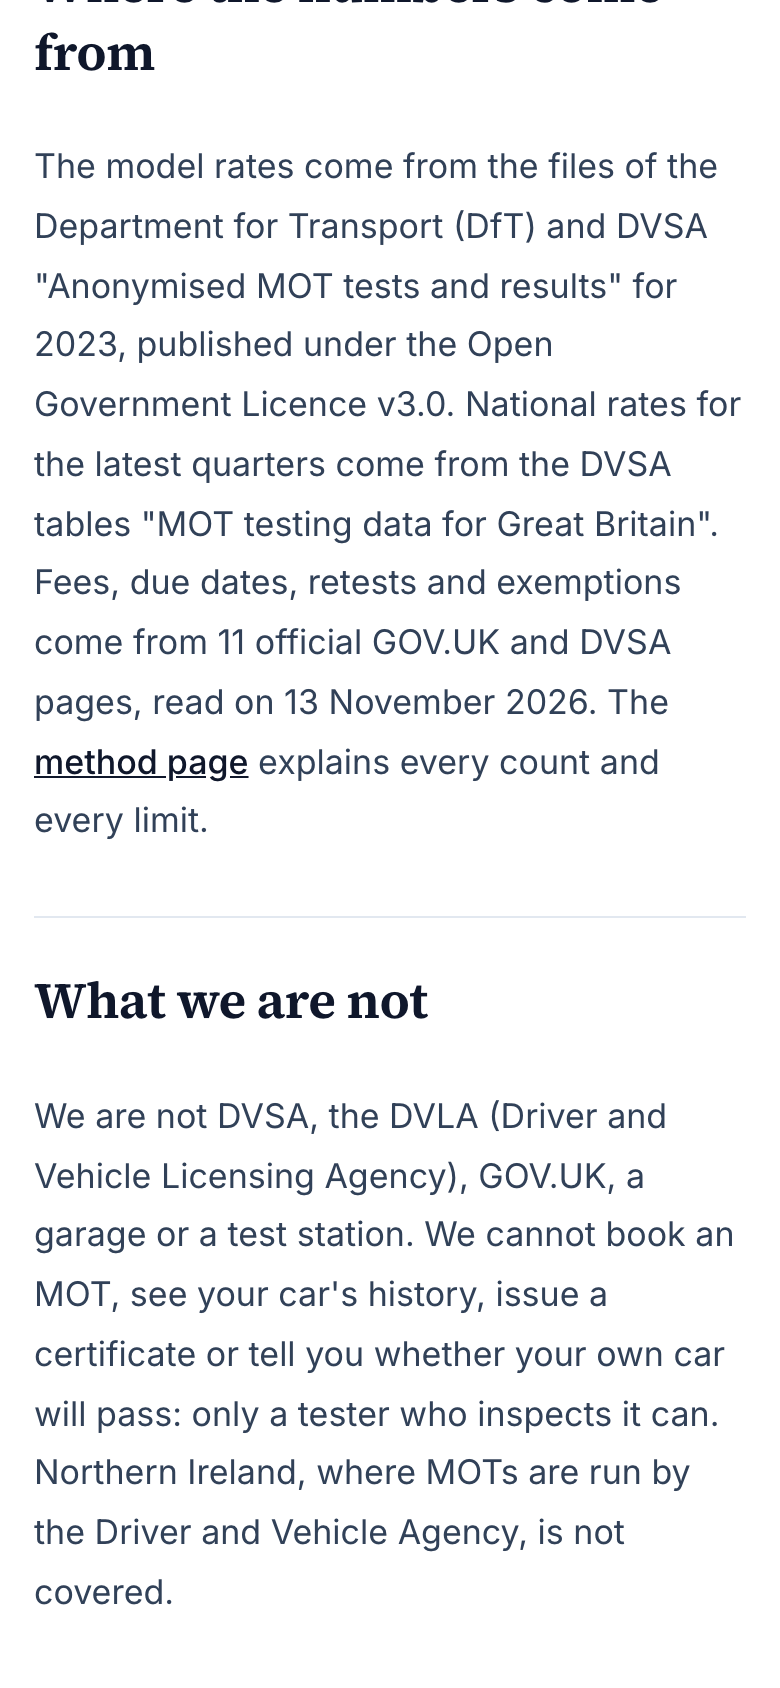 from
The model rates come from the files of the
Department for Transport (DfT) and DVSA
"Anonymised MOT tests and results" for
2023, published under the Open
Government Licence v3.0. National rates for
the latest quarters come from the DVSA
tables "MOT testing data for Great Britain".
Fees, due dates, retests and exemptions
come from 11 official GOV.UK and DVSA
pages, read on 13 November 2026. The
method page explains every count and
every limit.
What we are not
We are not DVSA, the DVLA (Driver and
Vehicle Licensing Agency), GOV.UK, a
garage or a test station. We cannot book an
MOT, see your car's history, issue a
certificate or tell you whether your own car
will pass: only a tester who inspects it can.
Northern Ireland, where MOTs are run by
the Driver and Vehicle Agency, is not
covered.